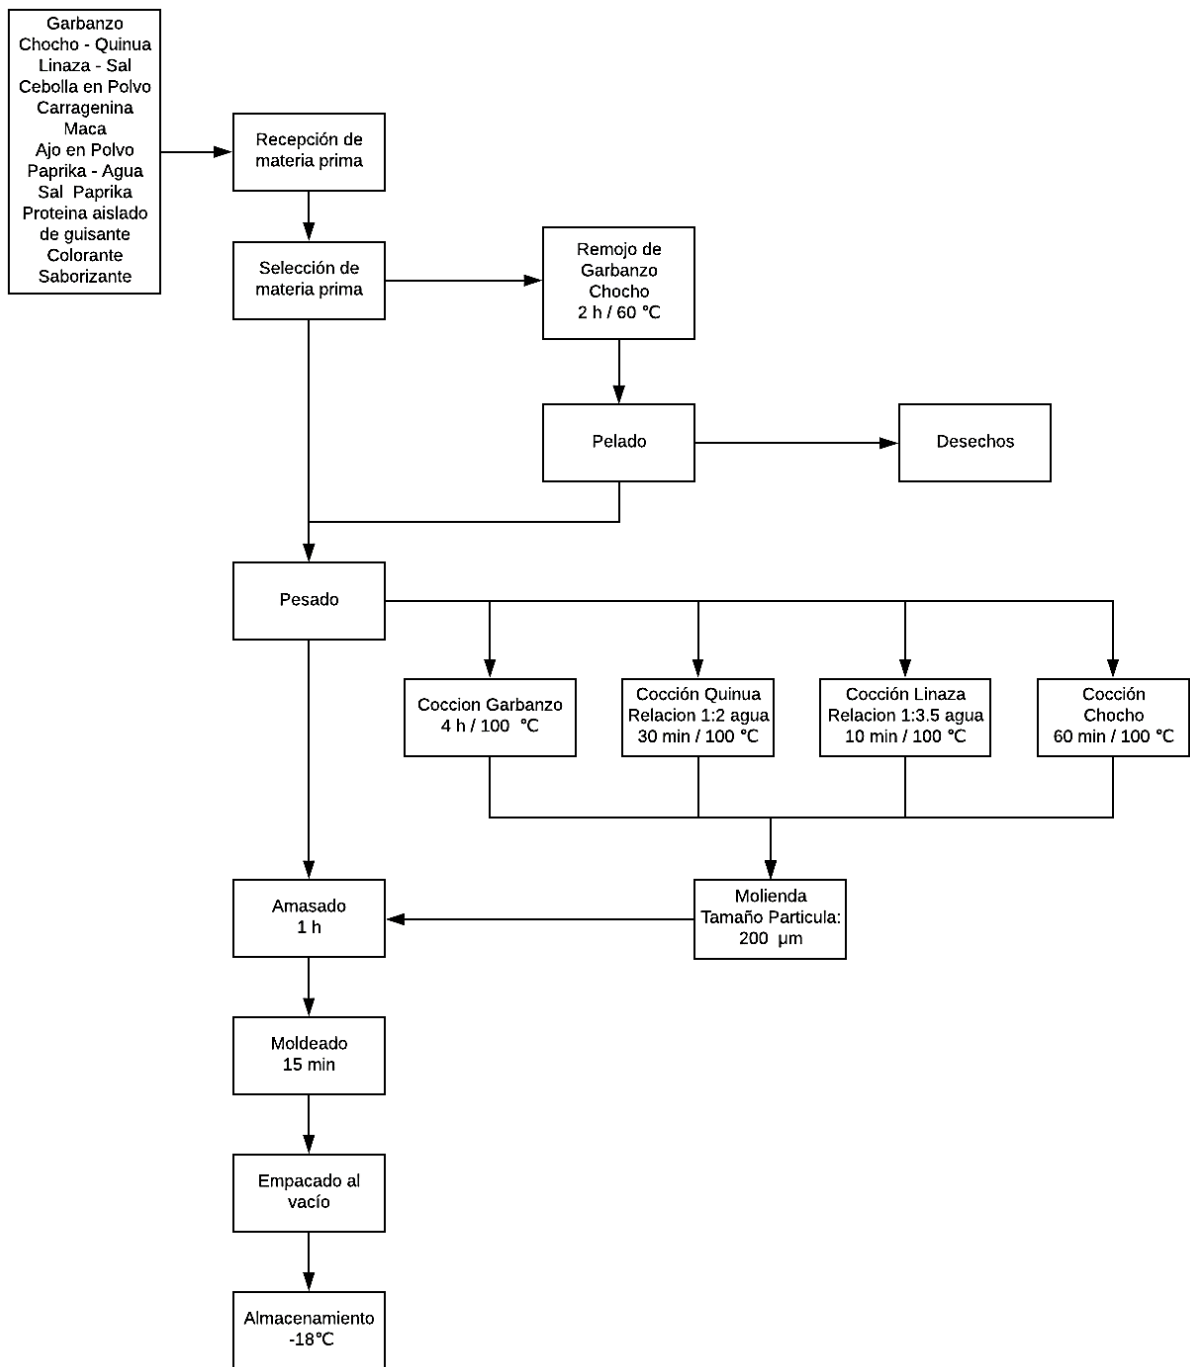 Garbanzo
Chocho - Quinua
Linaza - Sal
Cebolla en Polvo
Carragenina
Maca
Ajo en Polvo
Paprika - Agua
Sal  Paprika
Proteina aislado
de guisante
Colorante
Saborizante
Recepción de
materia prima
Selección de
materia prima
Remojo de
Garbanzo
Chocho
2 h / 60 ℃
Pelado
Desechos
Pesado
Coccion Garbanzo
4 h / 100  ℃
Cocción Quinua
Relacion 1:2 agua
30 min / 100 ℃
Cocción Linaza
Relacion 1:3.5 agua
10 min / 100 ℃
Cocción
Chocho
60 min / 100 ℃
Amasado
1 h
Molienda
Tamaño Particula:
200  μm
Moldeado
15 min
Empacado al
vacío
Almacenamiento
-18℃